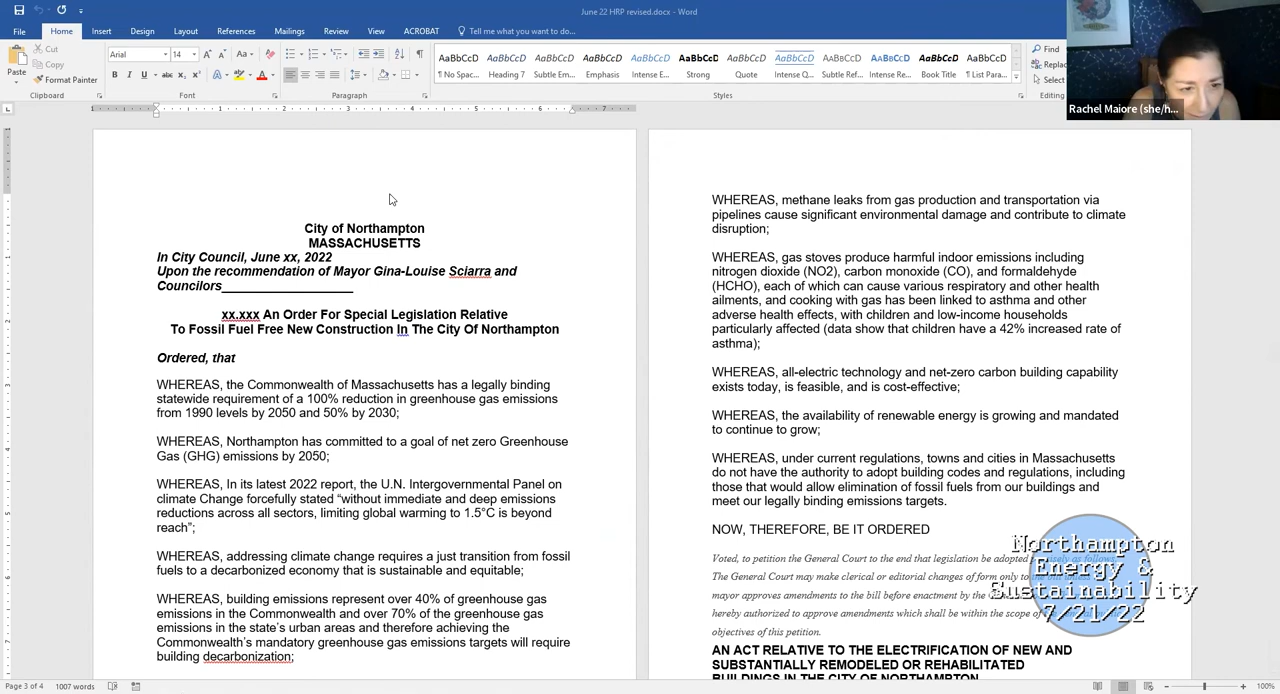 June 22 HRP revised.docx - Word
File
Home
Insert
Design
Layout
References
Mailings
Review
View
ACROBAT
Tell me what you want to do...
Paste
Cut
Copy
Format Painter
Clipboard
Arial
14
Font
Paragraph
AaBbCcD AaBbCcD AaBbCcD AaBbCcD AaBbCcD AaBbCcD AaBbCcD AaBbCcD AaBbCcD AaBbCcD AaBbCcD AaBbCcD
¶ No Spac... Heading 7 Subtle Em... Emphasis Intense E... Strong Quote Intense Q... Subtle Ref... Intense Re... Book Title ¶ List Para...
Styles
Find
Replac
Select
Editing
Rachel Maiore (she/h...
City of Northampton
MASSACHUSETTS
In City Council, June xx, 2022
Upon the recommendation of Mayor Gina-Louise Sciarra and
Councilors____________________
xx.xxx An Order For Special Legislation Relative
To Fossil Fuel Free New Construction In The City Of Northampton
Ordered, that
WHEREAS, the Commonwealth of Massachusetts has a legally binding
statewide requirement of a 100% reduction in greenhouse gas emissions
from 1990 levels by 2050 and 50% by 2030;
WHEREAS, Northampton has committed to a goal of net zero Greenhouse
Gas (GHG) emissions by 2050;
WHEREAS, In its latest 2022 report, the U.N. Intergovernmental Panel on
climate Change forcefully stated “without immediate and deep emissions
reductions across all sectors, limiting global warming to 1.5°C is beyond
reach”;
WHEREAS, addressing climate change requires a just transition from fossil
fuels to a decarbonized economy that is sustainable and equitable;
WHEREAS, building emissions represent over 40% of greenhouse gas
emissions in the Commonwealth and over 70% of the greenhouse gas
emissions in the state’s urban areas and therefore achieving the
Commonwealth’s mandatory greenhouse gas emissions targets will require
building decarbonization;
WHEREAS, methane leaks from gas production and transportation via
pipelines cause significant environmental damage and contribute to climate
disruption;
WHEREAS, gas stoves produce harmful indoor emissions including
nitrogen dioxide (NO2), carbon monoxide (CO), and formaldehyde
(HCHO), each of which can cause various respiratory and other health
ailments, and cooking with gas has been linked to asthma and other
adverse health effects, with children and low-income households
particularly affected (data show that children have a 42% increased rate of
asthma);
WHEREAS, all-electric technology and net-zero carbon building capability
exists today, is feasible, and is cost-effective;
WHEREAS, the availability of renewable energy is growing and mandated
to continue to grow;
WHEREAS, under current regulations, towns and cities in Massachusetts
do not have the authority to adopt building codes and regulations, including
those that would allow elimination of fossil fuels from our buildings and
meet our legally binding emissions targets.
NOW, THEREFORE, BE IT ORDERED
Voted, to petition the General Court to the end that legislation be adopted
The General Court may make clerical or editorial changes of form only to
mayor approves amendments to the bill before enactment by the
hereby authorized to approve amendments which shall be within the scope of
objectives of this petition.
AN ACT RELATIVE TO THE ELECTRIFICATION OF NEW AND
SUBSTANTIALLY REMODELED OR REHABILITATED
BUILDINGS IN THE CITY OF NORTHAMPTON
Northampton
Energy &
Sustainability
7/21/22
Page 3 of 4
1007 words
100%